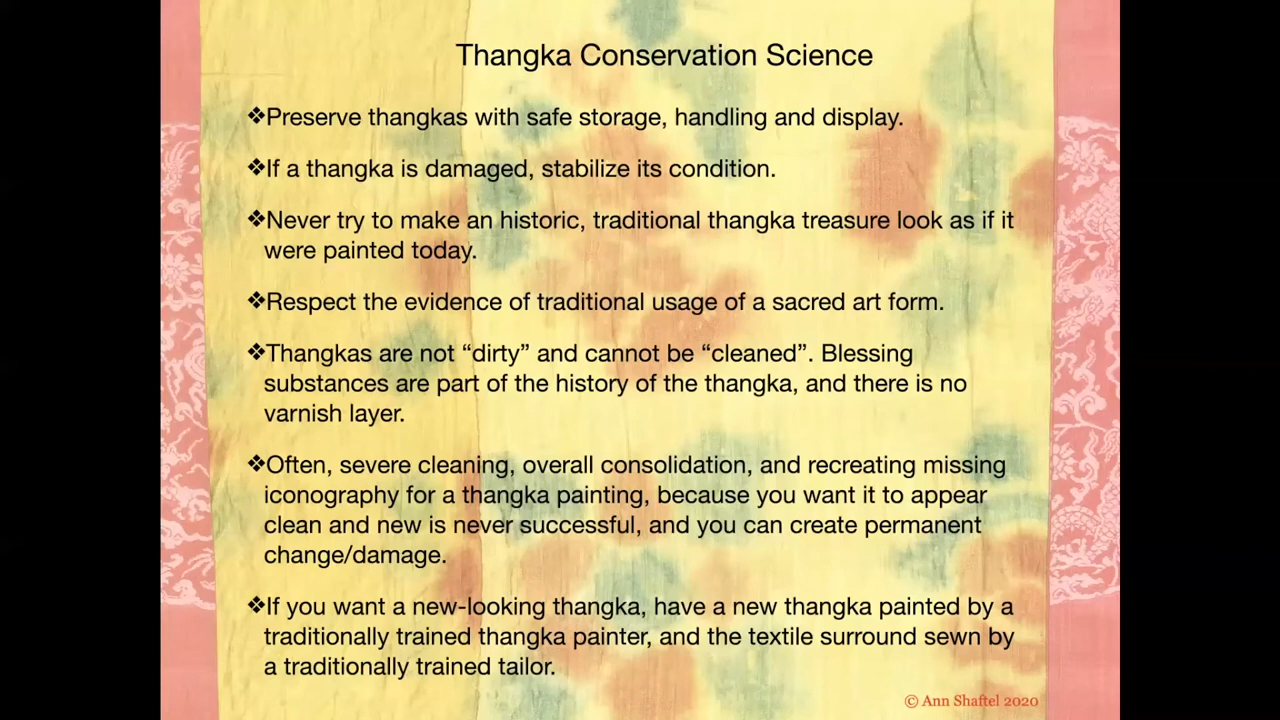 Thangka Conservation Science
❖Preserve thangkas with safe storage, handling and display.
❖If a thangka is damaged, stabilize its condition.
❖Never try to make an historic, traditional thangka treasure look as if it
were painted today.
❖Respect the evidence of traditional usage of a sacred art form.
❖Thangkas are not “dirty” and cannot be “cleaned”. Blessing
substances are part of the history of the thangka, and there is no
varnish layer.
❖Often, severe cleaning, overall consolidation, and recreating missing
iconography for a thangka painting, because you want it to appear
clean and new is never successful, and you can create permanent
change/damage.
❖If you want a new-looking thangka, have a new thangka painted by a
traditionally trained thangka painter, and the textile surround sewn by
a traditionally trained tailor.
© Ann Shaftel 2020